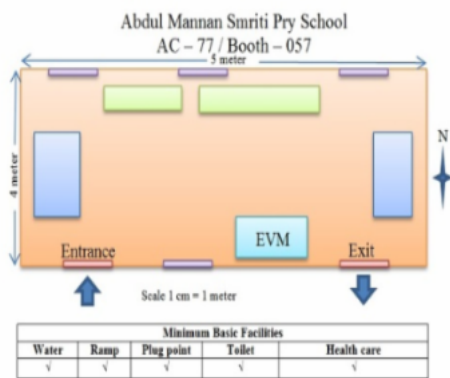 Abdul Mannan Smriti Pry School
AC – 77 / Booth – 057
5 meter
4 meter
N
EVM
Entrance
Exit
Scale 1 cm = 1 meter
Minimum Basic Facilities
Water Ramp Plug point Toilet Health care
√ √ √ √ √